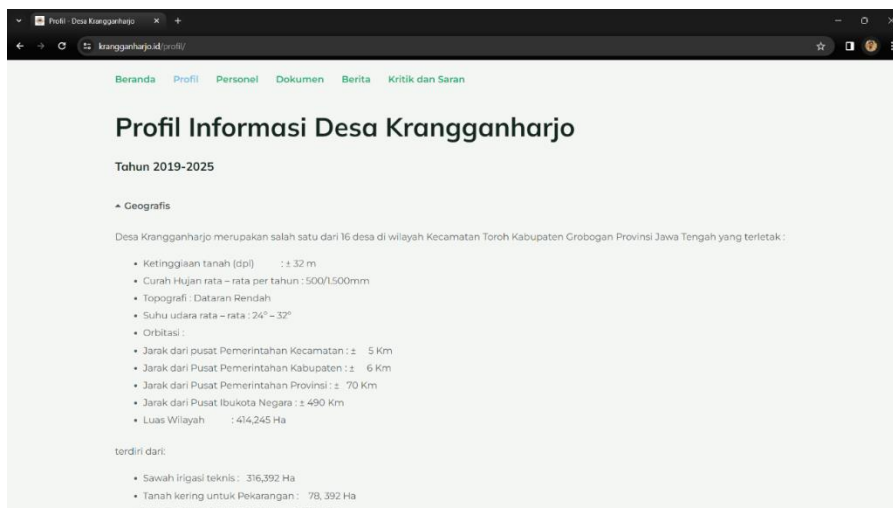 Profil - Desa Krangganharjo
krangganharjo.id/profil/
Beranda Profil Personel Dokumen Berita Kritik dan Saran
Profil Informasi Desa Krangganharjo
Tahun 2019-2025
Geografis
Desa Krangganharjo merupakan salah satu dari 16 desa di wilayah Kecamatan Toroh Kabupaten Grobogan Provinsi Jawa Tengah yang terletak :
• Ketinggiaan tanah (dpl) : ± 32 m
• Curah Hujan rata – rata per tahun : 500/1.500mm
• Topografi : Dataran Rendah
• Suhu udara rata – rata : 24° – 32°
• Orbitasi :
• Jarak dari pusat Pemerintahan Kecamatan : ± 5 Km
• Jarak dari Pusat Pemerintahan Kabupaten : ± 6 Km
• Jarak dari Pusat Pemerintahan Provinsi : ± 70 Km
• Jarak dari Pusat Ibukota Negara : ± 490 Km
• Luas Wilayah : 414,245 Ha
terdiri dari:
• Sawah irigasi teknis : 316,392 Ha
• Tanah kering untuk Pekarangan : 78, 392 Ha